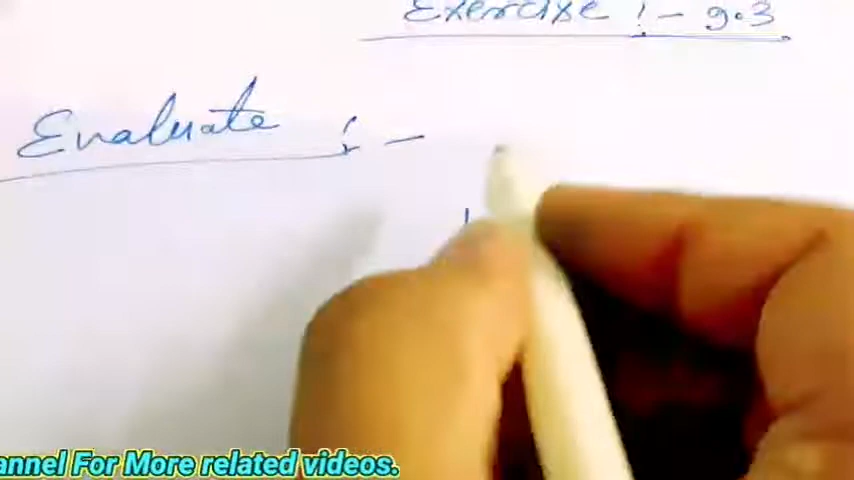 Exercise :- 9.3
Evaluate :-
annel For More related videos.